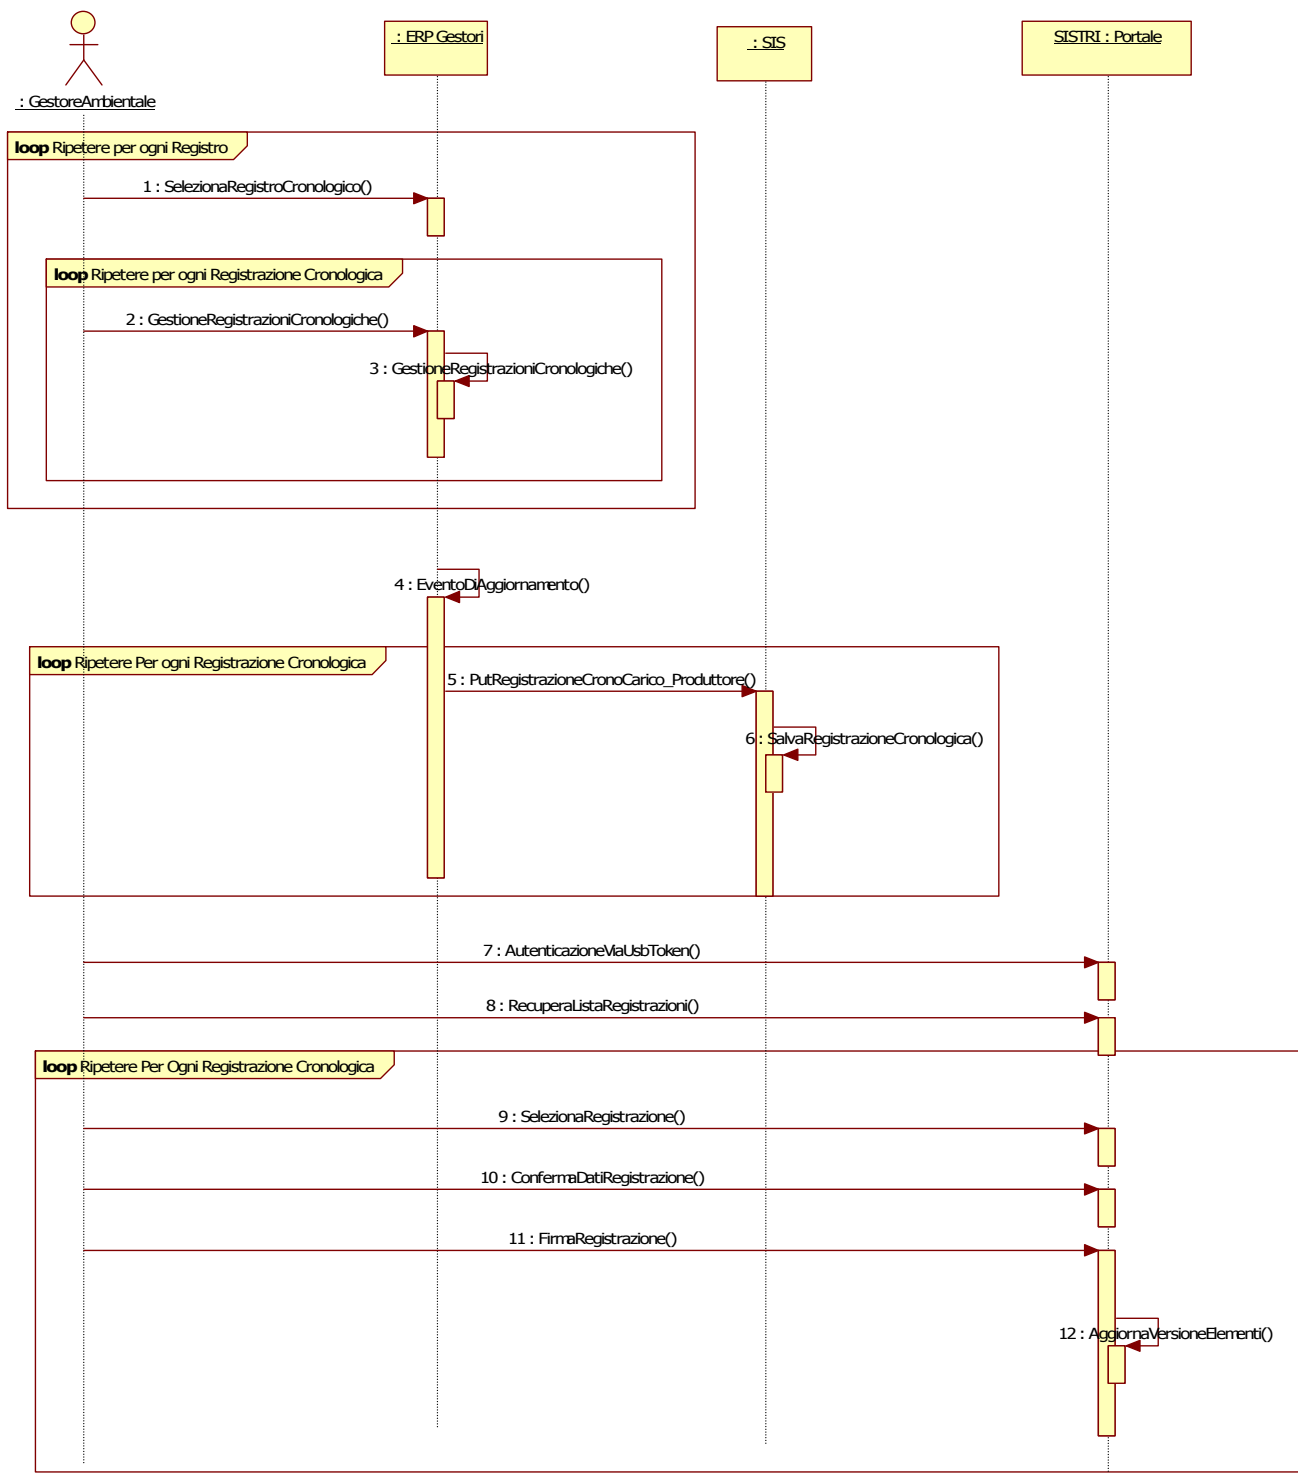 : GestoreAmbientale
: ERP Gestori
: SIS
SISTRI : Portale
loop Ripetere per ogni Registro
1 : SelezionaRegistroCronologico()
loop Ripetere per ogni Registrazione Cronologica
2 : GestioneRegistrazioniCronologiche()
3 : GestioneRegistrazioniCronologiche()
4 : EventoDiAggiornamento()
loop Ripetere Per ogni Registrazione Cronologica
5 : PutRegistrazioneCronoCarico_Produttore()
6 : SalvaRegistrazioneCronologica()
7 : AutenticazioneViaUsbToken()
8 : RecuperaListaRegistrazioni()
loop Ripetere Per Ogni Registrazione Cronologica
9 : SelezionaRegistrazione()
10 : ConfermaDatiRegistrazione()
11 : FirmaRegistrazione()
12 : AggiornaVersioneElementi()